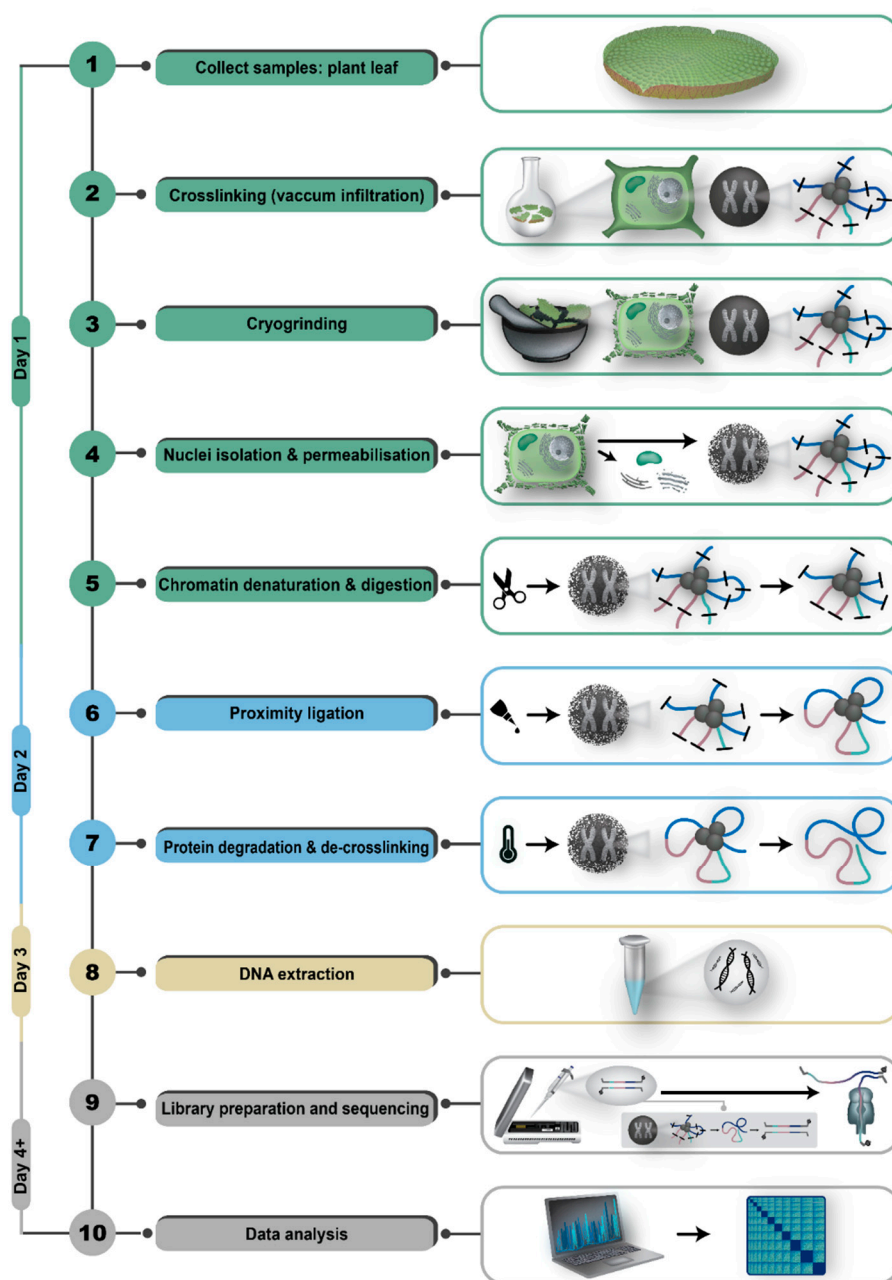 1
Collect samples: plant leaf
2
Crosslinking (vaccum infiltration)
3
Cryogrinding
Day 1
4
Nuclei isolation & permeabilisation
5
Chromatin denaturation & digestion
6
Proximity ligation
Day 2
7
Protein degradation & de-crosslinking
Day 3
8
DNA extraction
9
Library preparation and sequencing
Day 4+
10
Data analysis